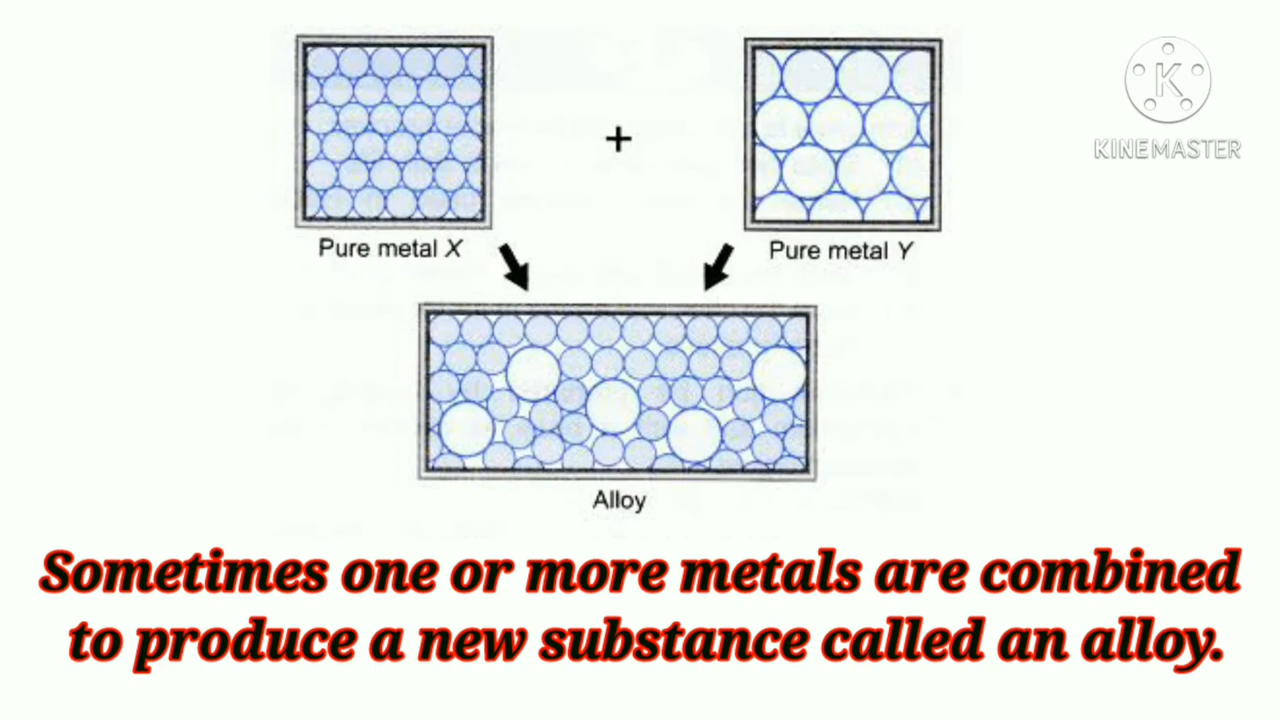 K
KINEMASTER
+
Pure metal X
Pure metal Y
Alloy
Sometimes one or more metals are combined
to produce a new substance called an alloy.